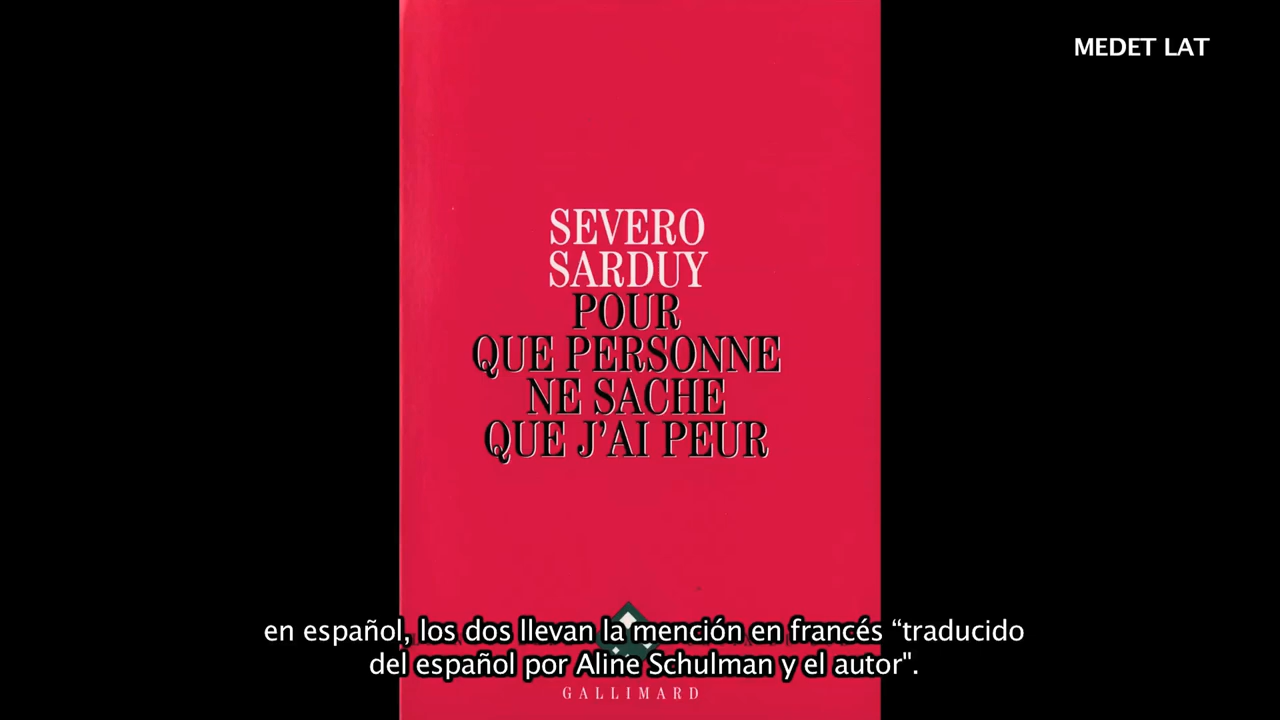 MEDET LAT
SEVERO
SARDUY
POUR
QUE PERSONNE
NE SACHE
QUE J'AI PEUR
en español, los dos llevan la mención en francés “traducido
del español por Aline Schulman y el autor".
GALLIMARD